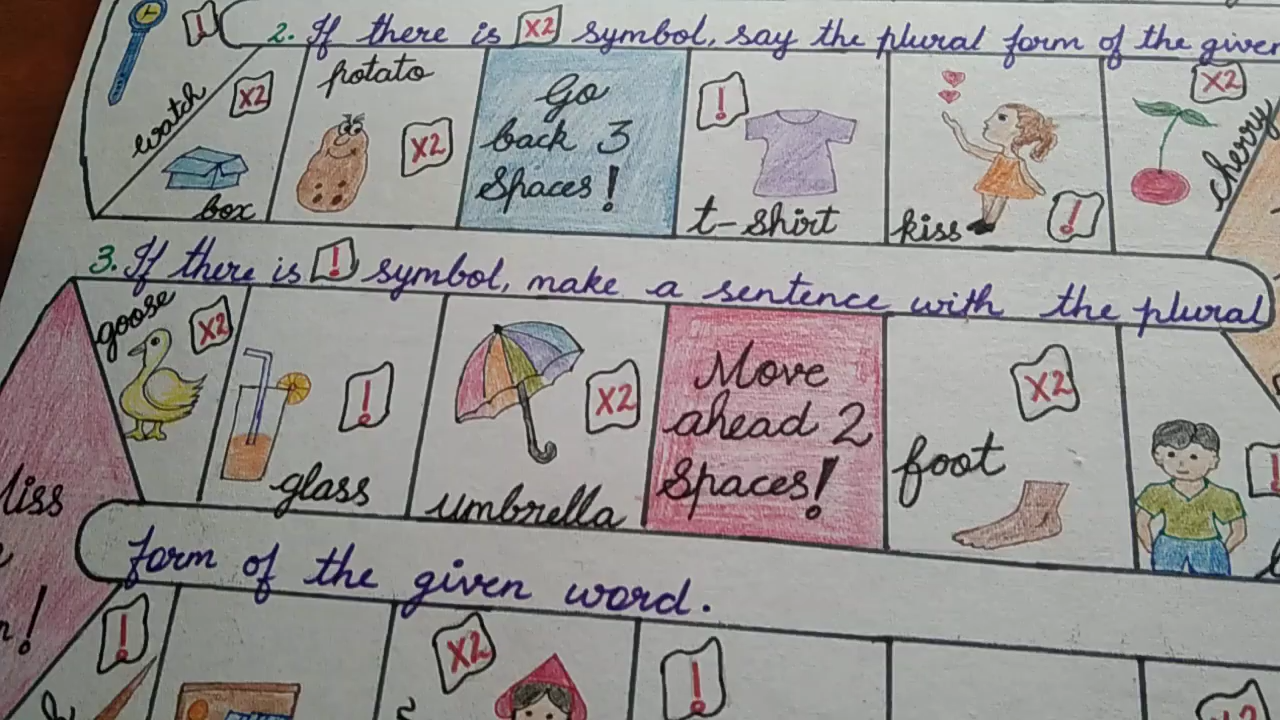 !
2. If there is X2 symbol, say the plural form of the given
watch
X2
box
potato
X2
Go
back 3
Spaces!
!
t-shirt
kiss
!
X2
cherry
3. If there is ! symbol, make a sentence with the plural
goose
X2
!
glass
X2
umbrella
Move
ahead 2
Spaces!
X2
foot
!
form of the given word.
!
X2
!